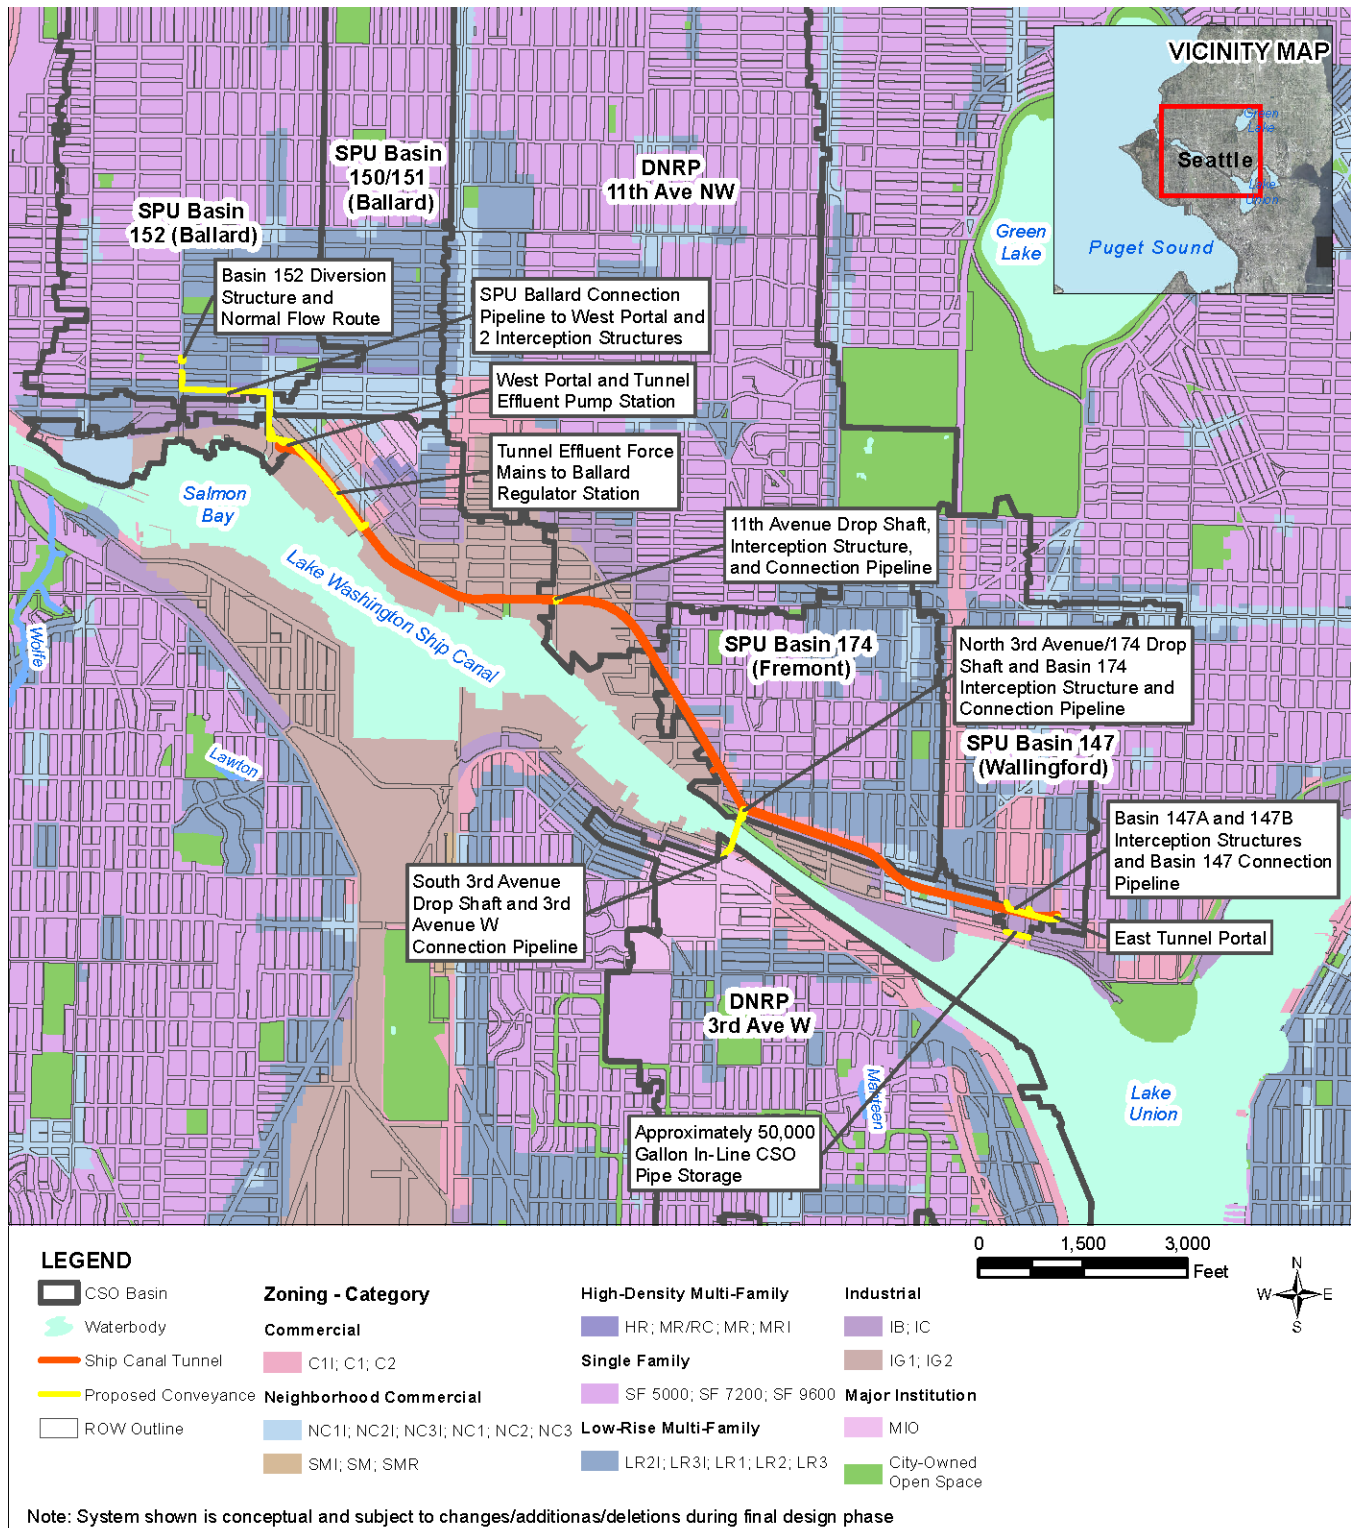 VICINITY MAP
Green
Lake
Seattle
Lake
Union
Puget Sound
SPU Basin
150/151
(Ballard)
DNRP
11th Ave NW
SPU Basin
152 (Ballard)
Green
Lake
Basin 152 Diversion
Structure and
Normal Flow Route
SPU Ballard Connection
Pipeline to West Portal and
2 Interception Structures
West Portal and Tunnel
Effluent Pump Station
Tunnel Effluent Force
Mains to Ballard
Regulator Station
Salmon
Bay
11th Avenue Drop Shaft,
Interception Structure,
and Connection Pipeline
Lake Washington Ship Canal
Wolfe
SPU Basin 174
(Fremont)
North 3rd Avenue/174 Drop
Shaft and Basin 174
Interception Structure and
Connection Pipeline
Lawton
SPU Basin 147
(Wallingford)
Basin 147A and 147B
Interception Structures
and Basin 147 Connection
Pipeline
South 3rd Avenue
Drop Shaft and 3rd
Avenue W
Connection Pipeline
East Tunnel Portal
DNRP
3rd Ave W
Lake
Union
Approximately 50,000
Gallon In-Line CSO
Pipe Storage
LEGEND
CSO Basin
Waterbody
Ship Canal Tunnel
Proposed Conveyance
ROW Outline
Zoning - Category
Commercial
C1I; C1; C2
Neighborhood Commercial
NC1I; NC2I; NC3I; NC1; NC2; NC3
SMI; SM; SMR
High-Density Multi-Family
HR; MR/RC; MR; MRI
Single Family
SF 5000; SF 7200; SF 9600
Low-Rise Multi-Family
LR2I; LR3I; LR1; LR2; LR3
Industrial
IB; IC
IG1; IG2
Major Institution
MIO
City-Owned
Open Space
0 1,500 3,000
Feet
N
W E
S
Note: System shown is conceptual and subject to changes/additionas/deletions during final design phase